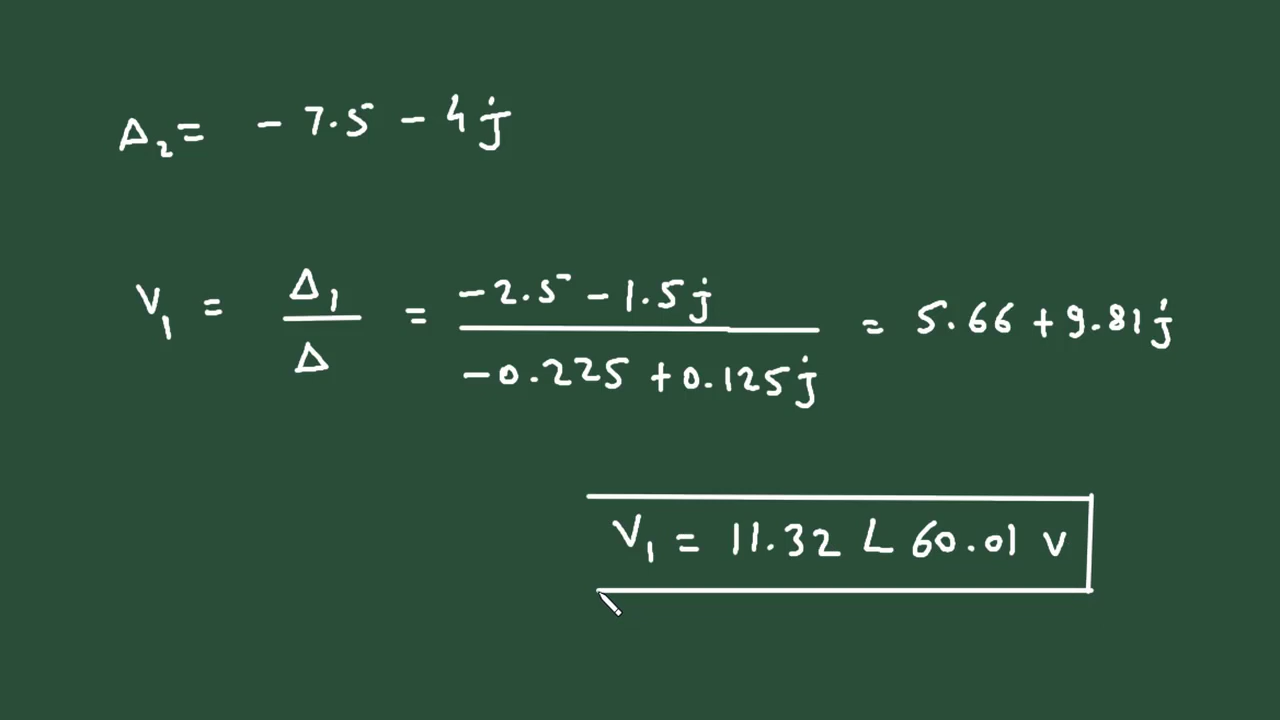 Δ₂ = - 7.5 - 4j
V₁ = Δ₁/Δ = (-2.5 - 1.5j)/(-0.225 + 0.125j) = 5.66 + 9.81j
V₁ = 11.32 ∠ 60.01 V